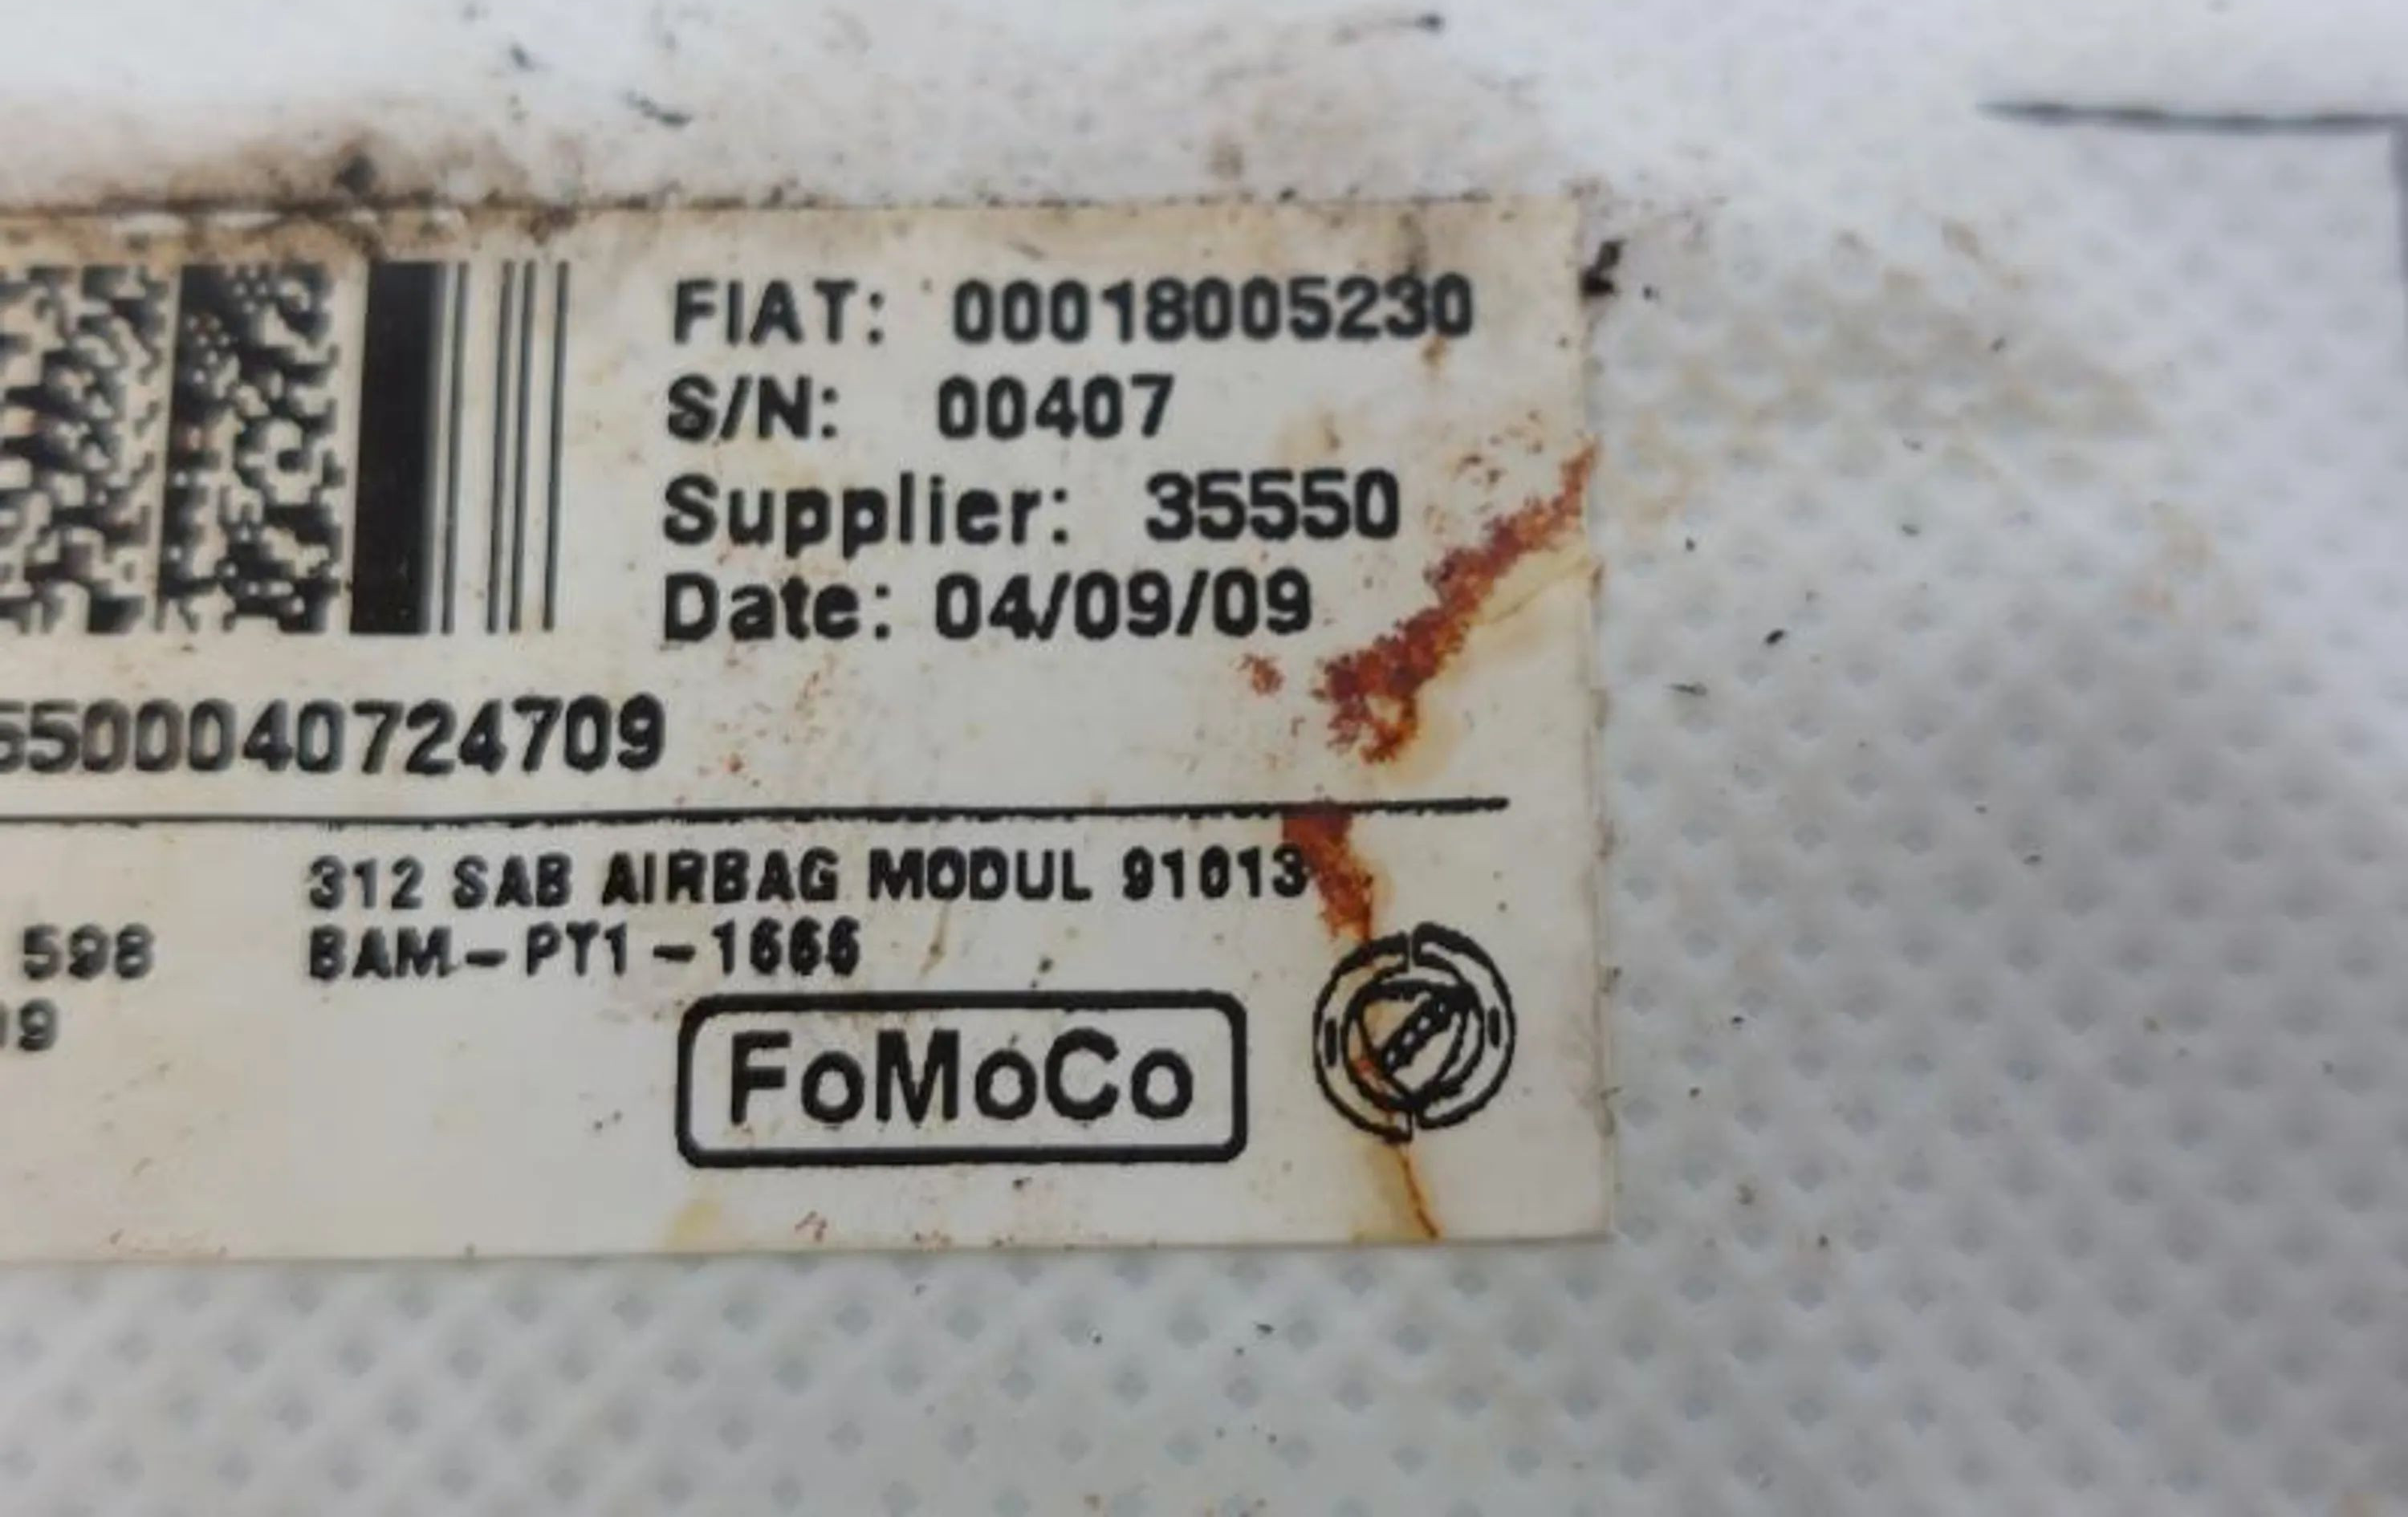 FIAT: 00018005230
S/N: 00407
Supplier: 35550
Date: 04/09/09
5500040724709
312 SAB AIRBAG MODUL 91013
598 BAM-PT1-1666
19
FoMoCo